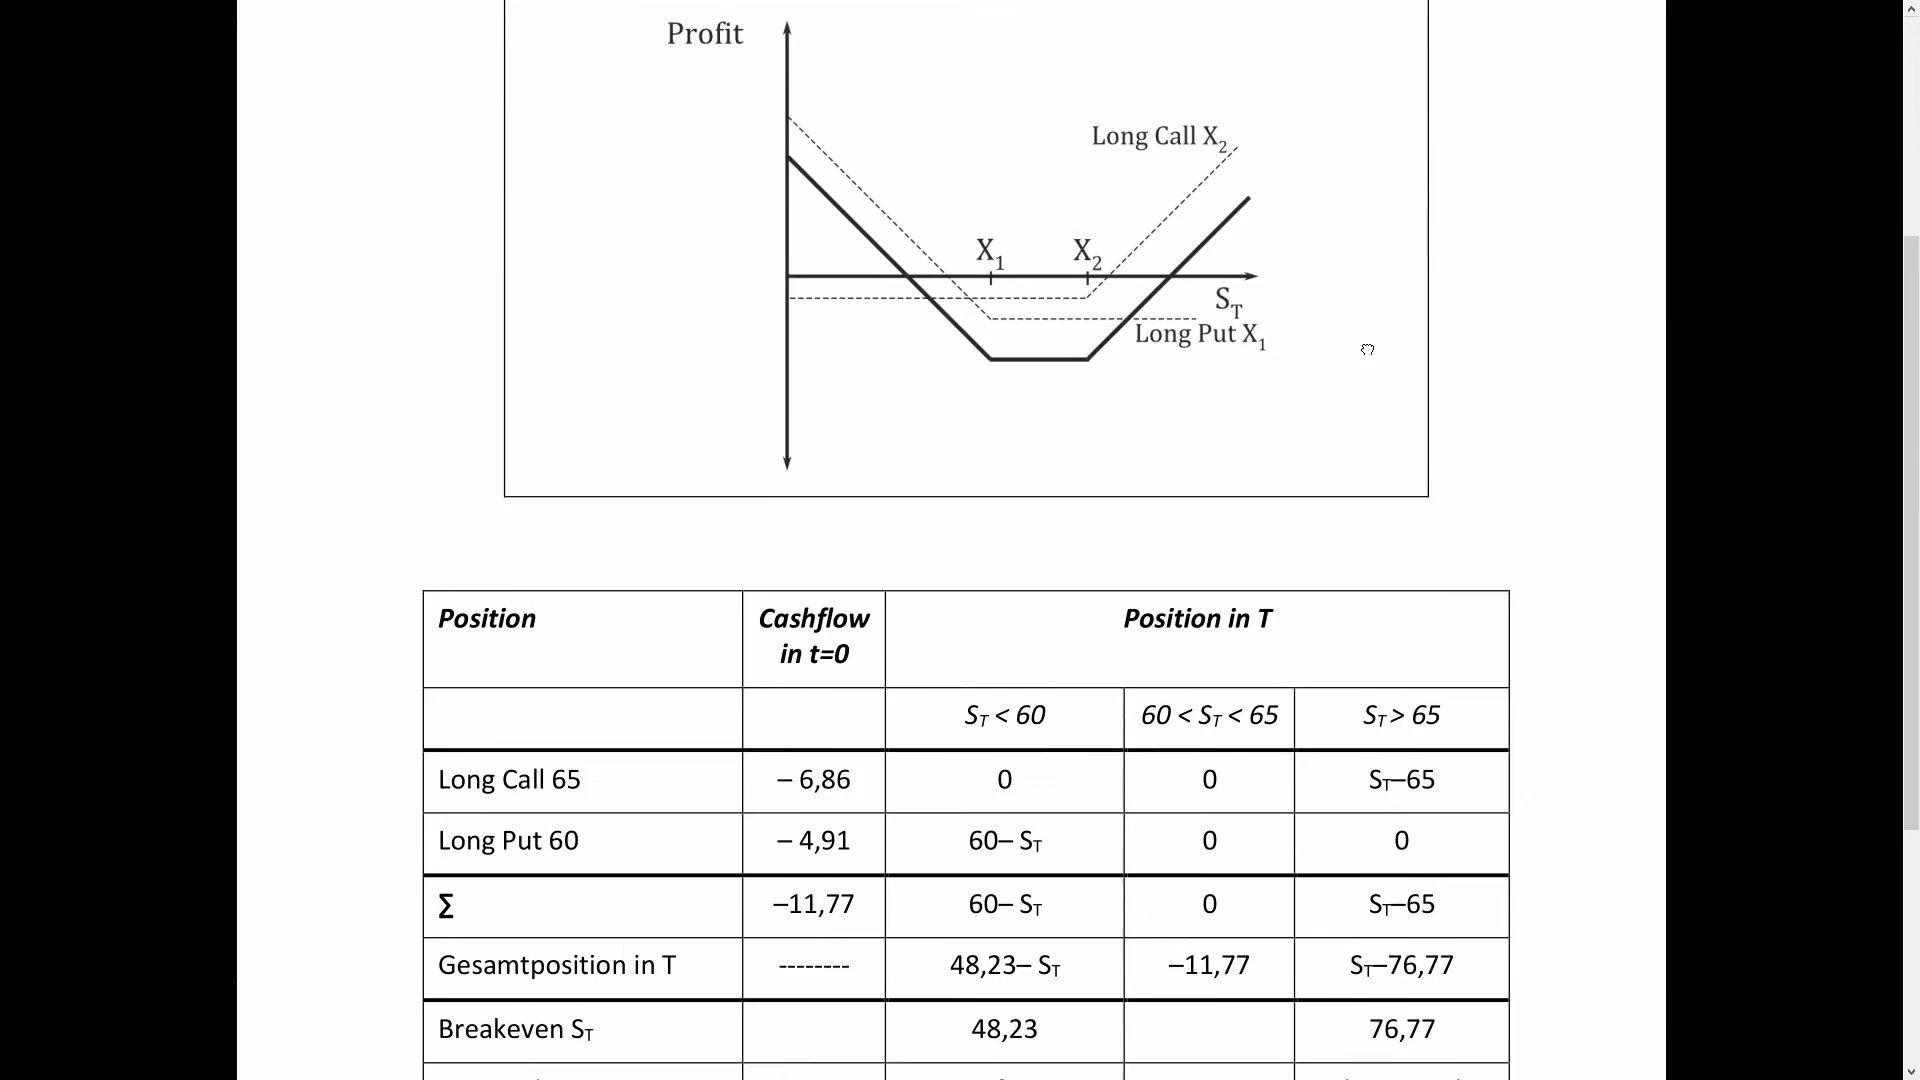 Profit
Long Call X2
X1 X2
ST
Long Put X1
Position Cashflow in t=0 Position in T
ST < 60 60 < ST < 65 ST > 65
Long Call 65 – 6,86 0 0 ST–65
Long Put 60 – 4,91 60– ST 0 0
Σ –11,77 60– ST 0 ST–65
Gesamtposition in T -------- 48,23– ST –11,77 ST–76,77
Breakeven ST 48,23 76,77